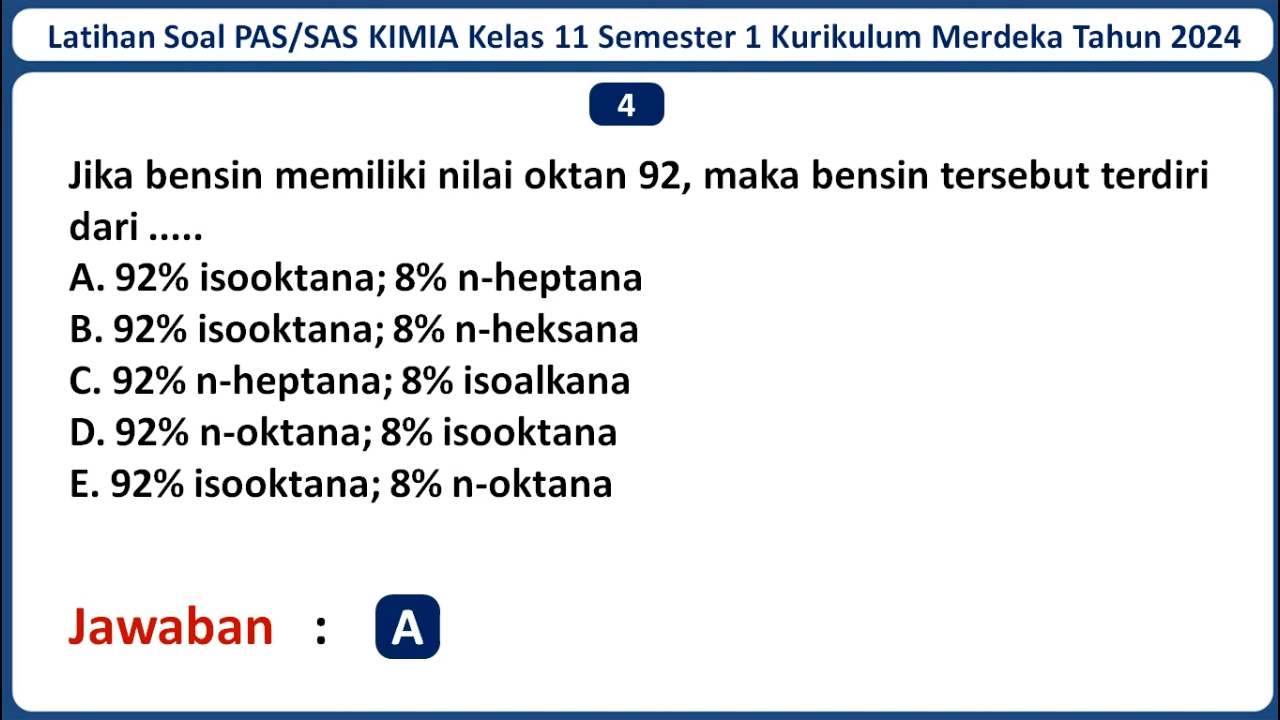 Latihan Soal PAS/SAS KIMIA Kelas 11 Semester 1 Kurikulum Merdeka Tahun 2024
4
Jika bensin memiliki nilai oktan 92, maka bensin tersebut terdiri
dari .....
A. 92% isooktana; 8% n-heptana
B. 92% isooktana; 8% n-heksana
C. 92% n-heptana; 8% isoalkana
D. 92% n-oktana; 8% isooktana
E. 92% isooktana; 8% n-oktana
Jawaban : A